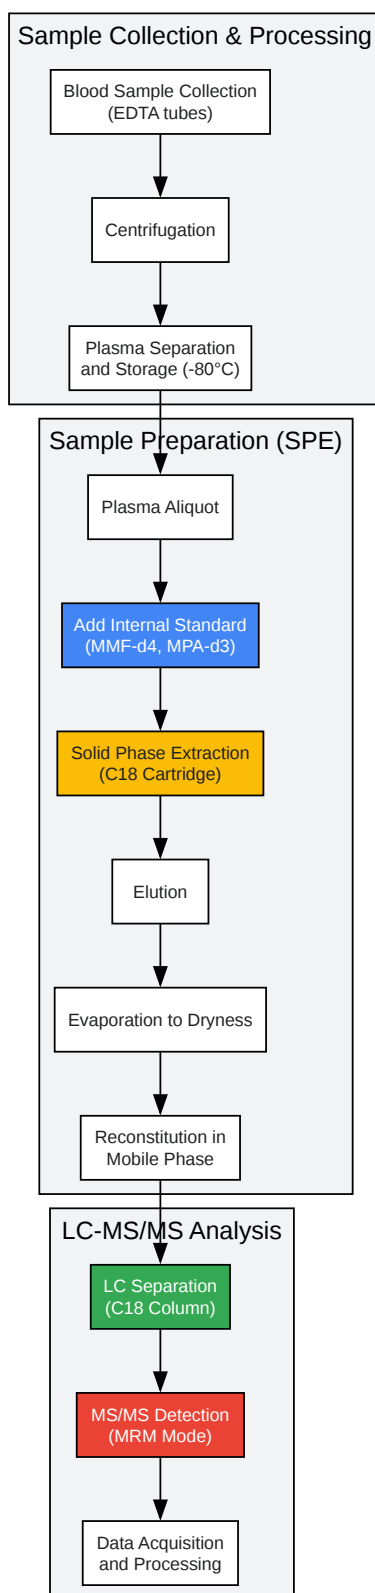 Sample Collection & Processing
Blood Sample Collection
(EDTA tubes)
Centrifugation
Plasma Separation
and Storage (-80°C)
Sample Preparation (SPE)
Plasma Aliquot
Add Internal Standard
(MMF-d4, MPA-d3)
Solid Phase Extraction
(C18 Cartridge)
Elution
Evaporation to Dryness
Reconstitution in
Mobile Phase
LC-MS/MS Analysis
LC Separation
(C18 Column)
MS/MS Detection
(MRM Mode)
Data Acquisition
and Processing